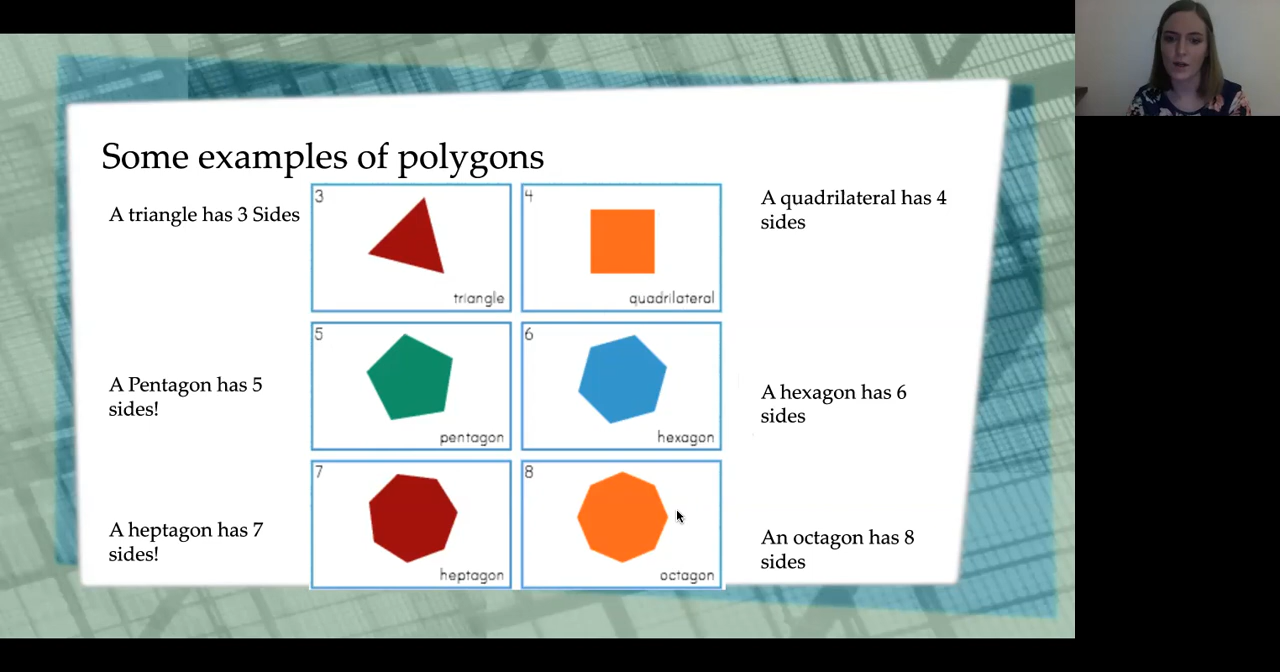 Some examples of polygons
A triangle has 3 Sides
3
triangle
4
quadrilateral
A quadrilateral has 4
sides
A Pentagon has 5
sides!
5
pentagon
6
hexagon
A hexagon has 6
sides
A heptagon has 7
sides!
7
heptagon
8
octagon
An octagon has 8
sides